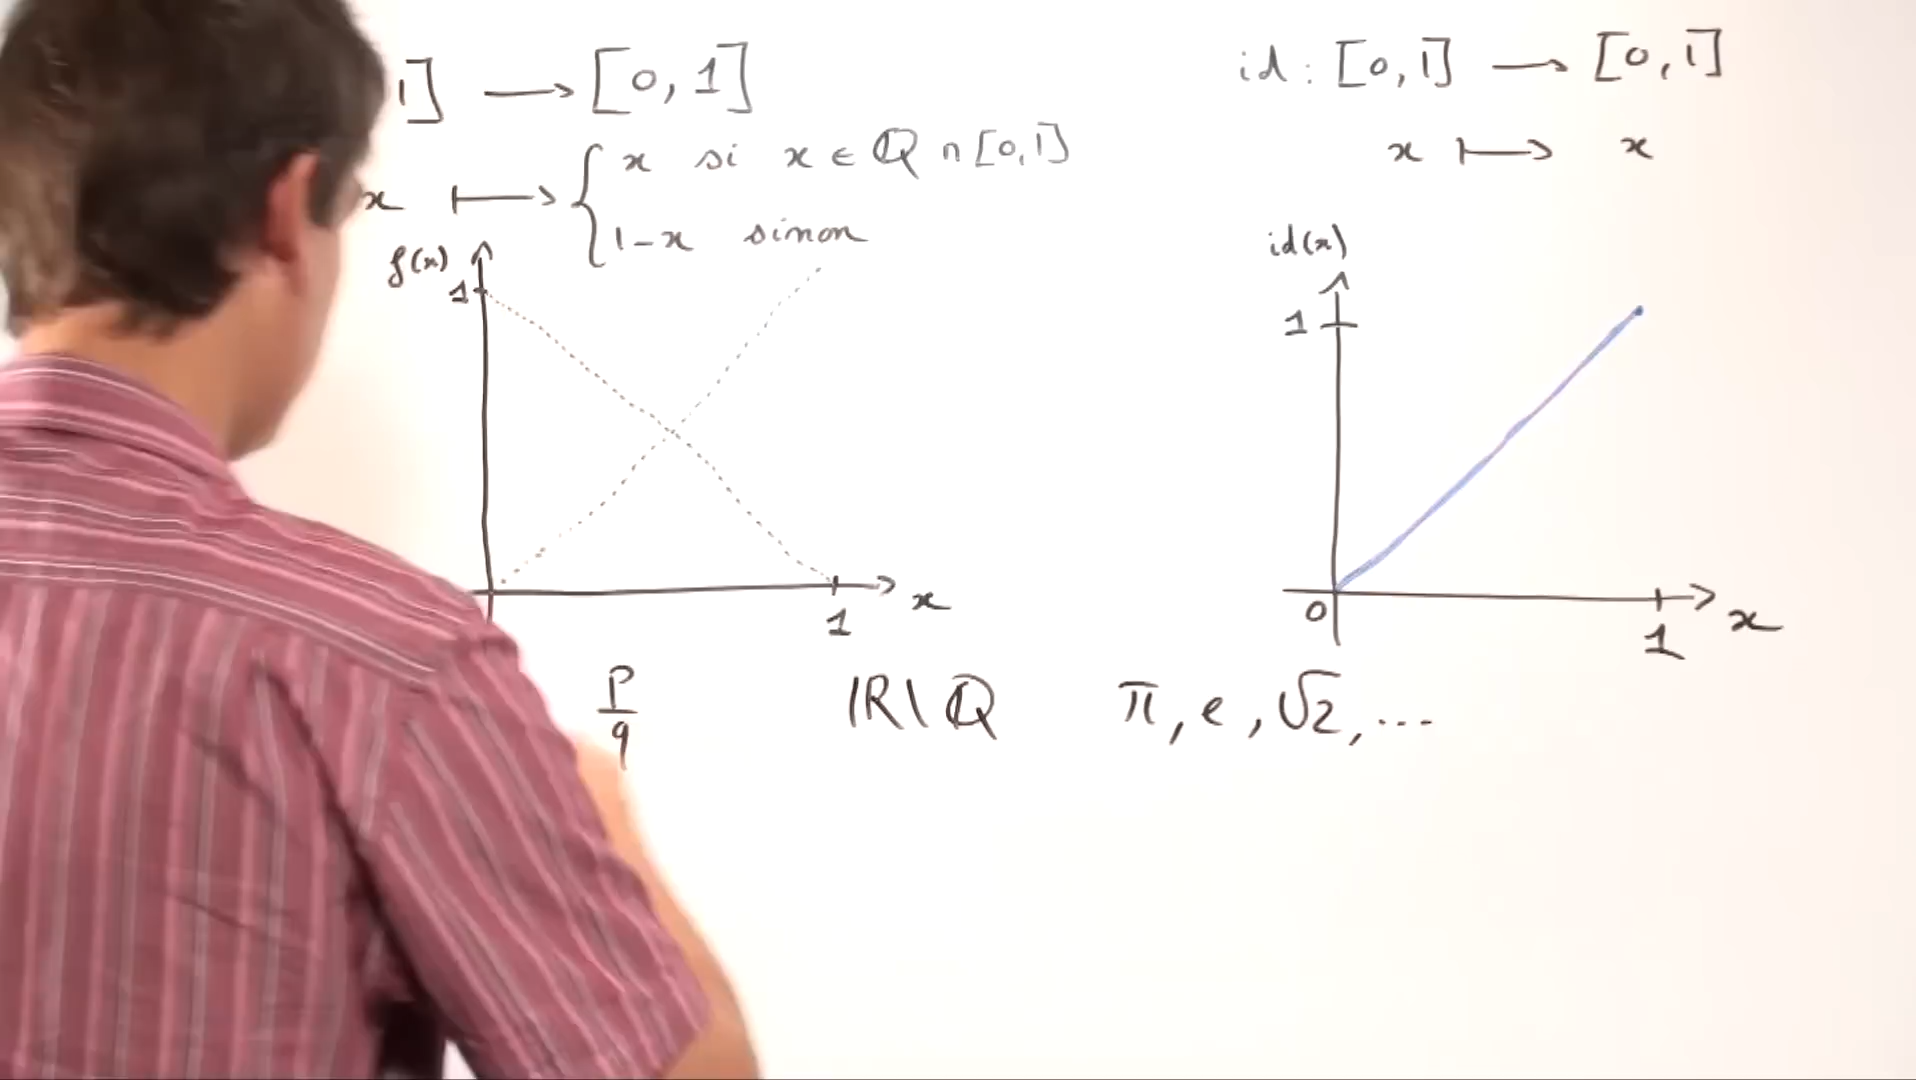 1] ⟶ [0,1]
x ⟼ { x si x ∈ ℚ ∩ [0,1]
1-x sinon
f(x)
1
1
x
id: [0,1] ⟶ [0,1]
x ⟼ x
id(x)
1
0
1
x
p/q ℝ\ℚ π, e, √2, ...